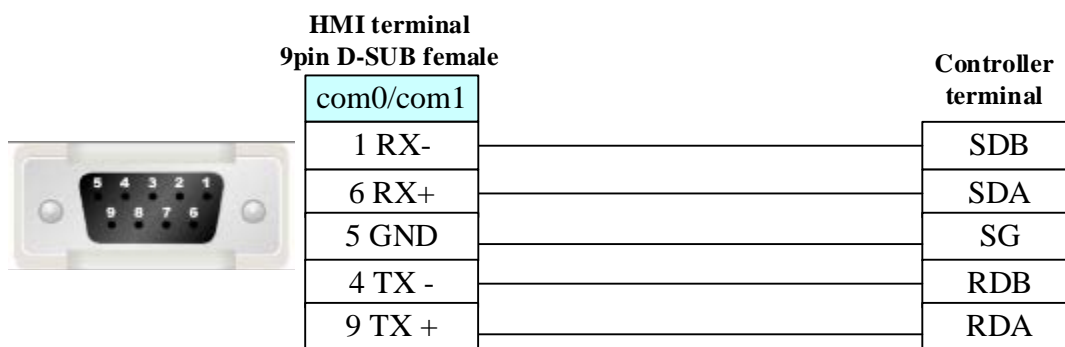 HMI terminal
9pin D-SUB female
com0/com1
1 RX-
6 RX+
5 GND
4 TX -
9 TX +
Controller
terminal
SDB
SDA
SG
RDB
RDA
5 4 3 2 1
9 8 7 6